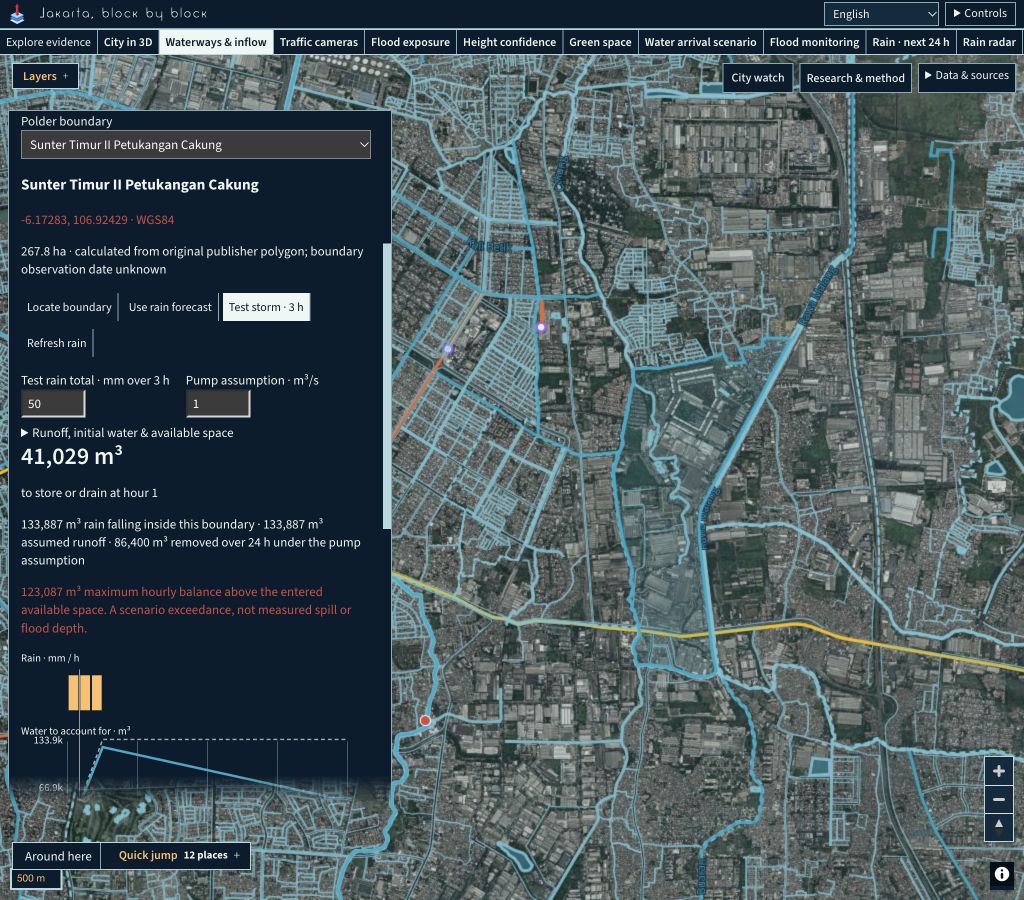 Jakarta, block by block
English
Controls
Explore evidence
City in 3D
Waterways & inflow
Traffic cameras
Flood exposure
Height confidence
Green space
Water arrival scenario
Flood monitoring
Rain · next 24 h
Rain radar
Layers +
City watch
Research & method
Data & sources
Polder boundary
Sunter Timur II Petukangan Cakung
Sunter Timur II Petukangan Cakung
-6.17283, 106.92429 · WGS84
267.8 ha · calculated from original publisher polygon; boundary
observation date unknown
Locate boundary
Use rain forecast
Test storm · 3 h
Refresh rain
Test rain total · mm over 3 h
Pump assumption · m³/s
50
1
Runoff, initial water & available space
41,029 m³
to store or drain at hour 1
133,887 m³ rain falling inside this boundary · 133,887 m³
assumed runoff · 86,400 m³ removed over 24 h under the pump
assumption
123,087 m³ maximum hourly balance above the entered
available space. A scenario exceedance, not measured spill or
flood depth.
Rain · mm / h
Water to account for · m³
133.9k
66.9k
Around here
Quick jump 12 places +
500 m